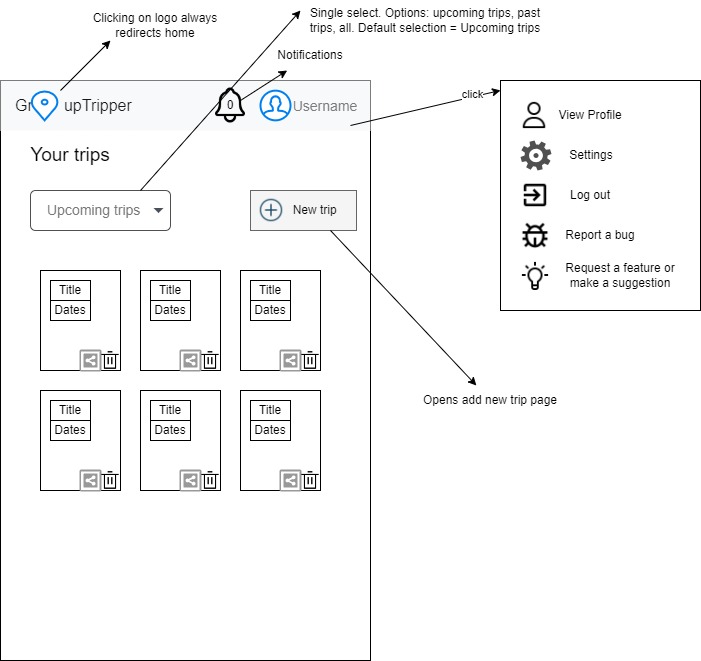 Clicking on logo always
redirects home
Single select. Options: upcoming trips, past
trips, all. Default selection = Upcoming trips
Notifications
Gr upTripper
0
Username
click
View Profile
Settings
Log out
Report a bug
Request a feature or
make a suggestion
Your trips
Upcoming trips
New trip
Title
Dates
Title
Dates
Title
Dates
Opens add new trip page
Title
Dates
Title
Dates
Title
Dates